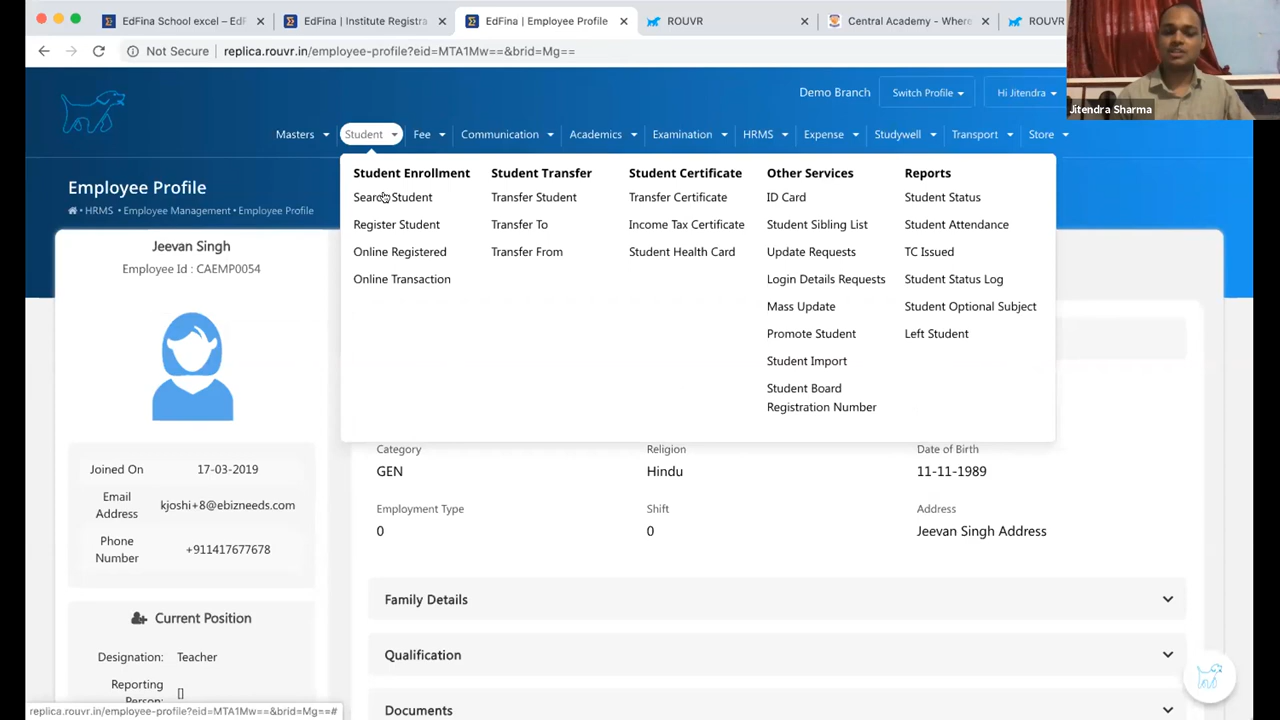 EdFina School excel – EdF
EdFina | Institute Registra
EdFina | Employee Profile
ROUVR
Central Academy - Where
ROUVR
Not Secure
replica.rouvr.in/employee-profile?eid=MTA1Mw==&brid=Mg==
Jitendra Sharma
Demo Branch
Switch Profile
Hi Jitendra
Masters
Student
Fee
Communication
Academics
Examination
HRMS
Expense
Studywell
Transport
Store
Student Enrollment
Search Student
Register Student
Online Registered
Online Transaction
Student Transfer
Transfer Student
Transfer To
Transfer From
Student Certificate
Transfer Certificate
Income Tax Certificate
Student Health Card
Other Services
ID Card
Student Sibling List
Update Requests
Login Details Requests
Mass Update
Promote Student
Student Import
Student Board
Registration Number
Reports
Student Status
Student Attendance
TC Issued
Student Status Log
Student Optional Subject
Left Student
Employee Profile
HRMS • Employee Management • Employee Profile
Jeevan Singh
Employee Id : CAEMP0054
Joined On 17-03-2019
Email
Address
kjoshi+8@ebizneeds.com
Phone
Number
+911417677678
Current Position
Designation: Teacher
Reporting
Person:
[]
Category
GEN
Religion
Hindu
Date of Birth
11-11-1989
Employment Type
0
Shift
0
Address
Jeevan Singh Address
Family Details
Qualification
Documents
replica.rouvr.in/employee-profile?eid=MTA1Mw==&brid=Mg==#